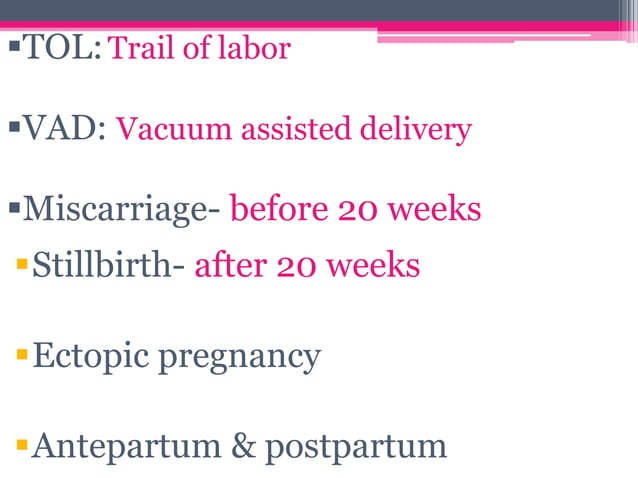 ▪TOL: Trail of labor
▪VAD: Vacuum assisted delivery
▪Miscarriage- before 20 weeks
▪Stillbirth- after 20 weeks
▪Ectopic pregnancy
▪Antepartum & postpartum